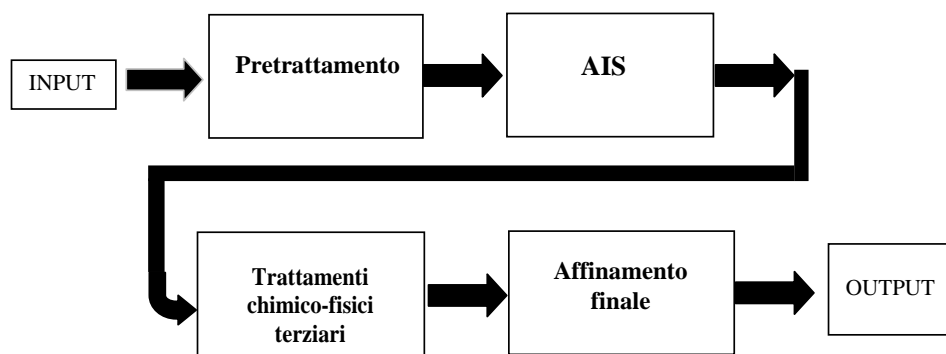 INPUT
Pretrattamento
AIS
Trattamenti
chimico-fisici
terziari
Affinamento
finale
OUTPUT